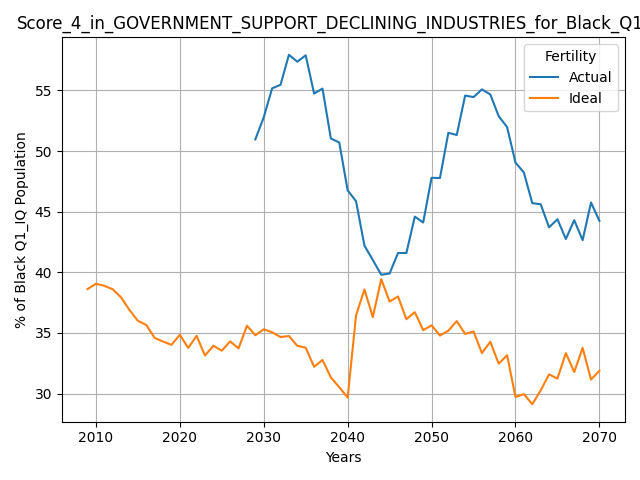 Score_4_in_GOVERNMENT_SUPPORT_DECLINING_INDUSTRIES_for_Black_Q1
Fertility
Actual
Ideal
% of Black Q1_IQ Population
55
50
45
40
35
30
2010 2020 2030 2040 2050 2060 2070
Years